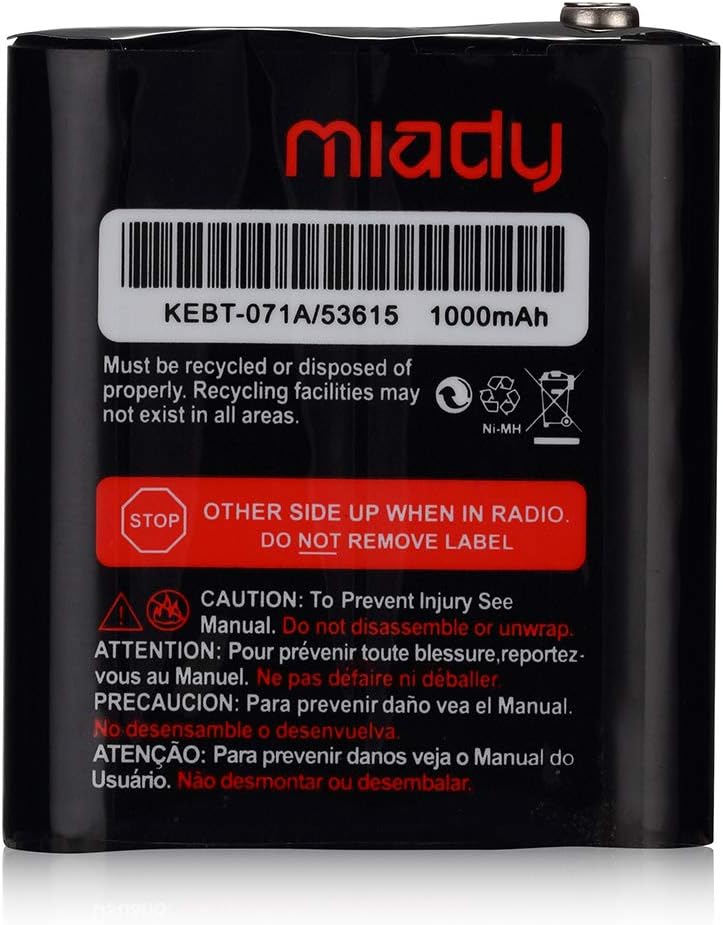 miady
KEBT-071A/53615 1000mAh
Must be recycled or disposed of
properly. Recycling facilities may
not exist in all areas.
Ni-MH
STOP
OTHER SIDE UP WHEN IN RADIO.
DO NOT REMOVE LABEL
CAUTION: To Prevent Injury See
Manual. Do not disassemble or unwrap.
ATTENTION: Pour prévenir toute blessure,reportez-
vous au Manuel. Ne pas défaire ni déballer.
PRECAUCION: Para prevenir daño vea el Manual.
No desensamble o desenvuelva.
ATENÇÃO: Para prevenir danos veja o Manual do
Usuário. Não desmontar ou desembalar.